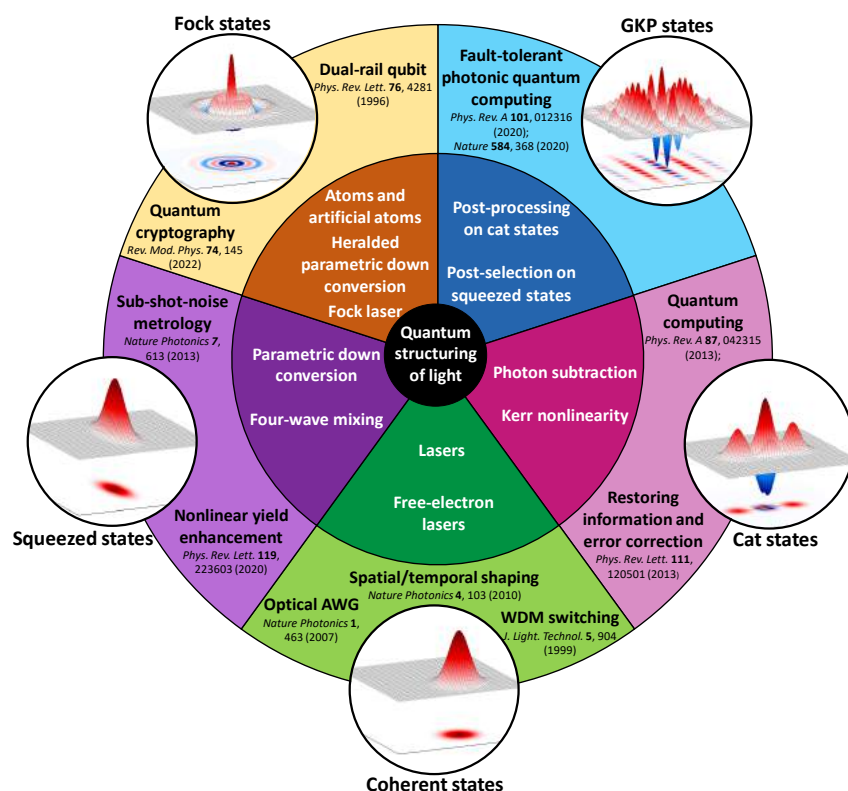 Fock states
GKP states
Dual-rail qubit
Phys. Rev. Lett. 76, 4281
(1996)
Quantum
cryptography
Rev. Mod. Phys. 74, 145
(2022)
Fault-tolerant
photonic quantum
computing
Phys. Rev. A 101, 012316
(2020);
Nature 584, 368 (2020)
Atoms and
artificial atoms
Heralded
parametric down
conversion
Fock laser
Post-processing
on cat states
Post-selection on
squeezed states
Sub-shot-noise
metrology
Nature Photonics 7,
613 (2013)
Quantum
structuring
of light
Quantum
computing
Phys. Rev. A 87, 042315
(2013);
Parametric down
conversion
Four-wave mixing
Photon subtraction
Kerr nonlinearity
Lasers
Free-electron
lasers
Squeezed states
Nonlinear yield
enhancement
Phys. Rev. Lett. 119,
223603 (2020)
Restoring
information and
error correction
Phys. Rev. Lett. 111,
120501 (2013)
Cat states
Spatial/temporal shaping
Nature Photonics 4, 103 (2010)
Optical AWG
Nature Photonics 1,
463 (2007)
WDM switching
J. Light. Technol. 5, 904
(1999)
Coherent states